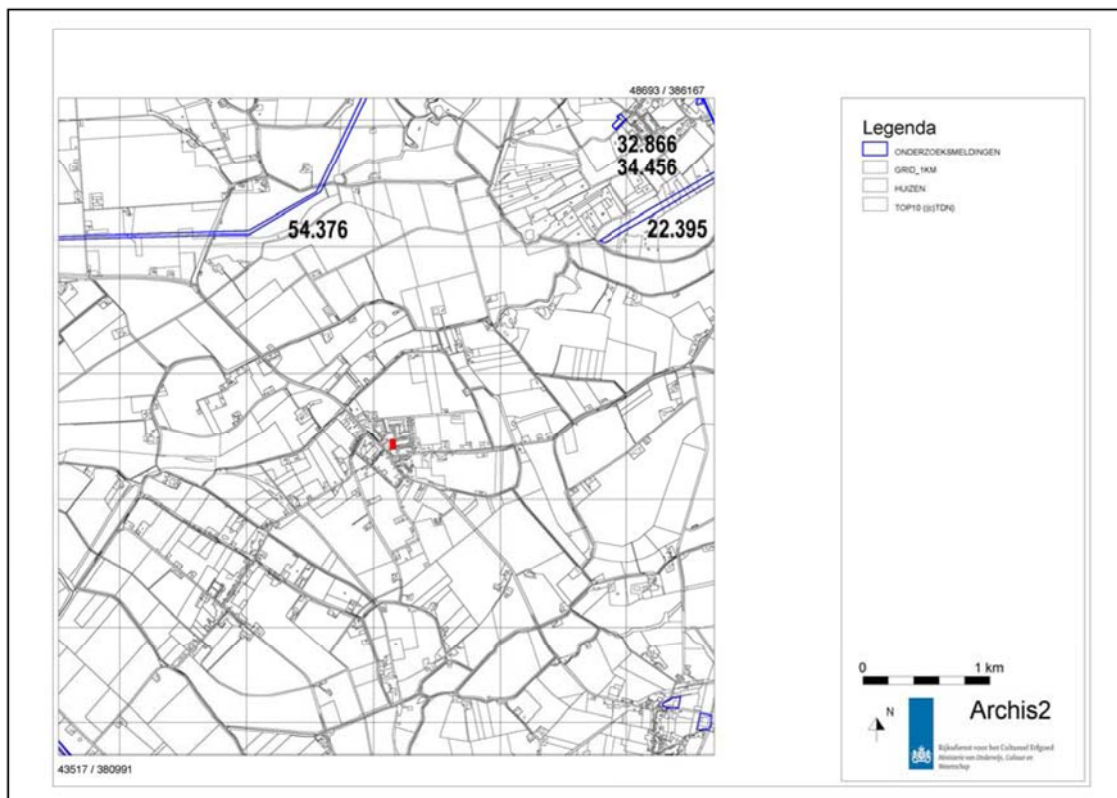 48693 / 386167
32.866
34.456
54.376
22.395
43517 / 380991
Legenda
ONDERZOEKSMELDINGEN
GRID_1KM
HUIZEN
TOP10 ((c)TDN)
0 1 km
N
Archis2
Rijksdienst voor het Cultureel Erfgoed
Ministerie van Onderwijs, Cultuur en
Wetenschap